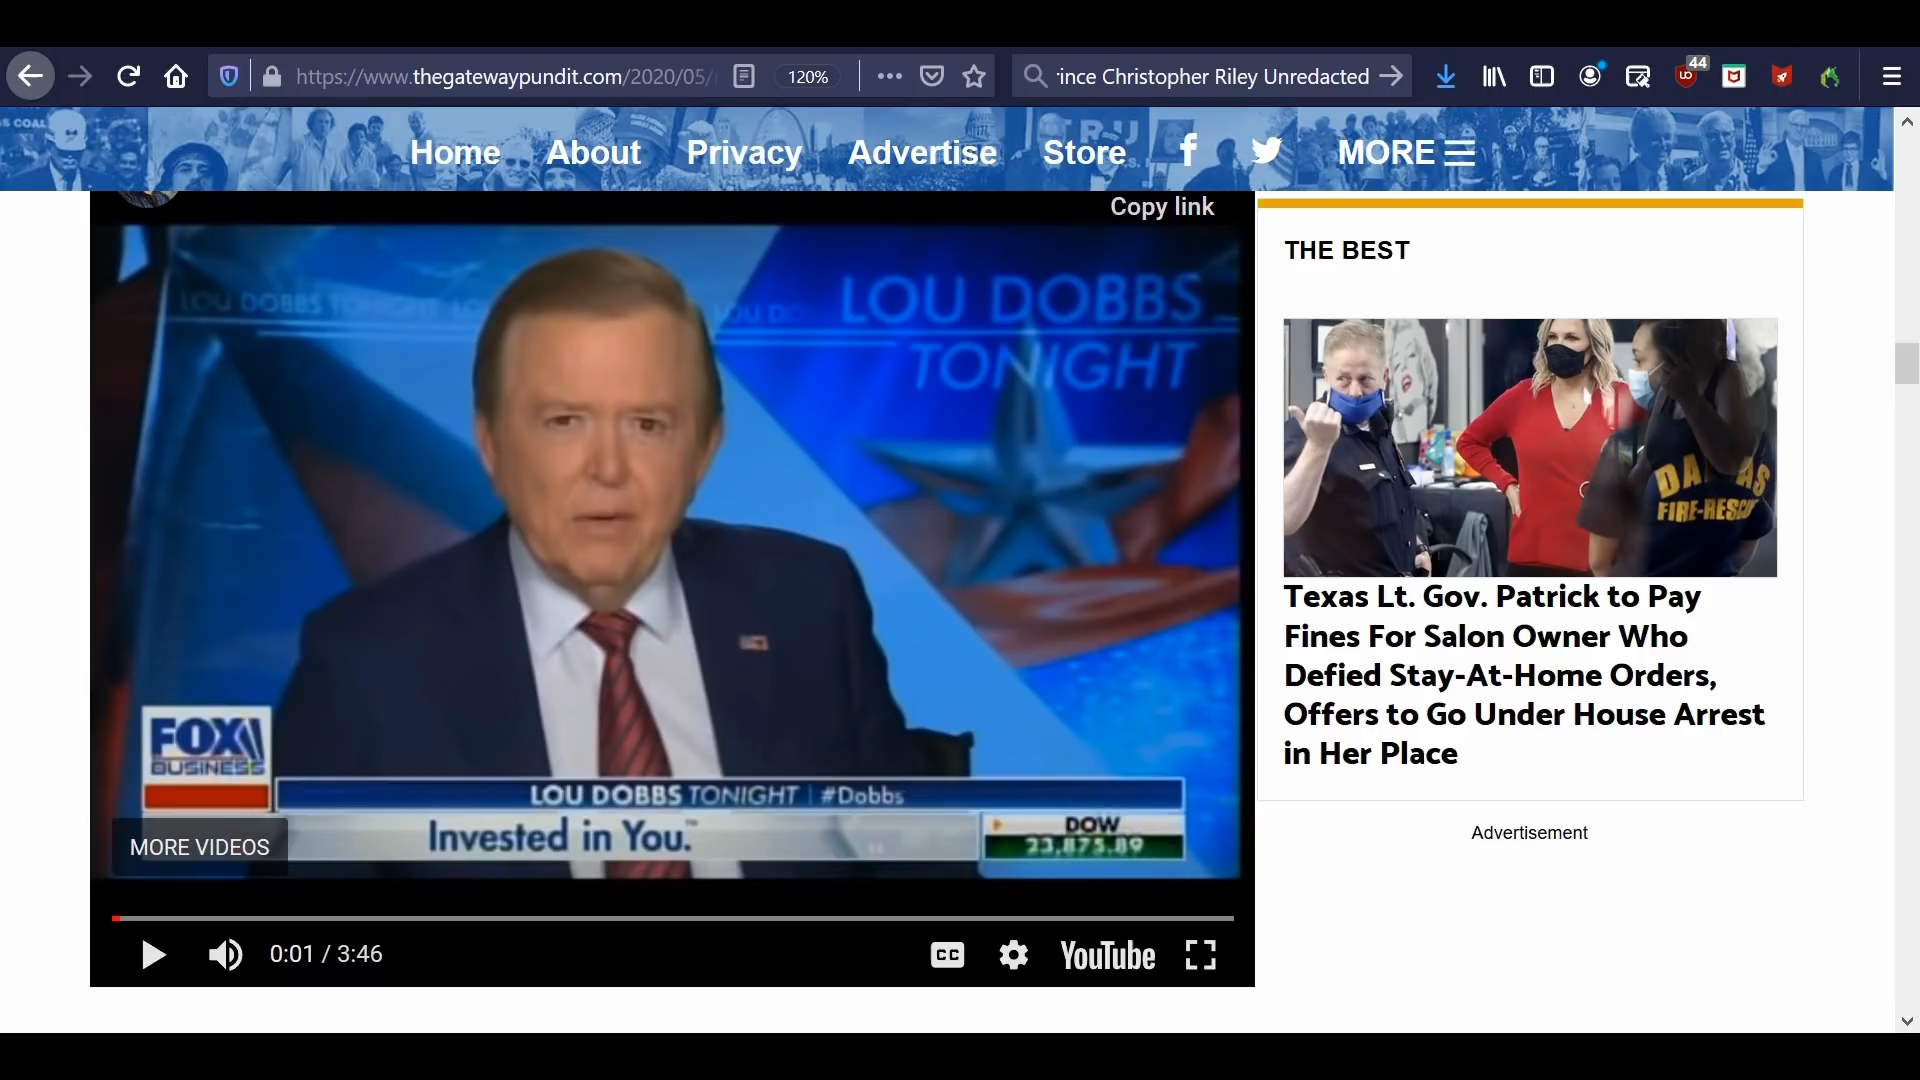 https://www.thegatewaypundit.com/2020/05/
120%
ince Christopher Riley Unredacted
44
Home About Privacy Advertise Store MORE
Copy link
LOU DOBBS
TONIGHT
FOX
BUSINESS
LOU DOBBS TONIGHT | #Dobbs
Invested in You.™
DOW
23,875.89
MORE VIDEOS
0:01 / 3:46
CC
YouTube
THE BEST
FIRE-RESCUE
Texas Lt. Gov. Patrick to Pay
Fines For Salon Owner Who
Defied Stay-At-Home Orders,
Offers to Go Under House Arrest
in Her Place
Advertisement